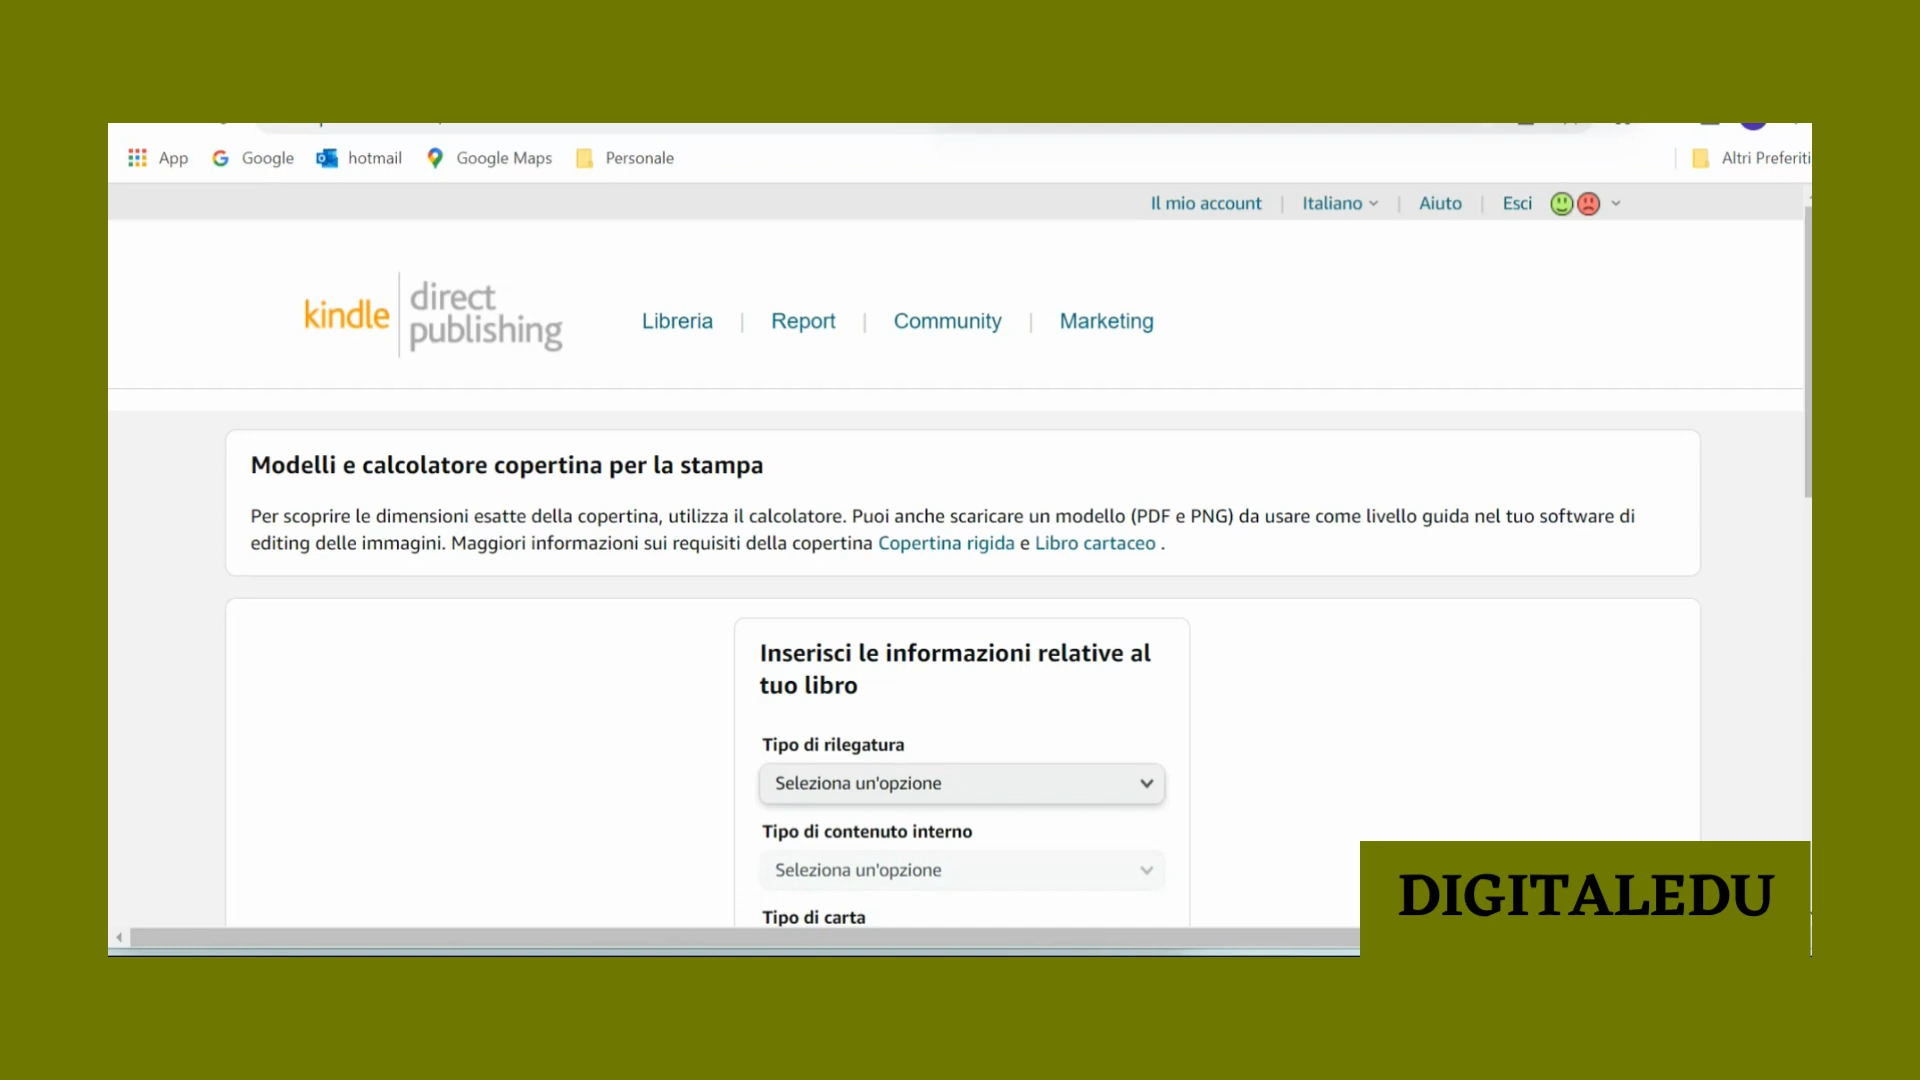 App Google hotmail Google Maps Personale Altri Preferiti
Il mio account | Italiano | Aiuto | Esci
kindle direct publishing
Libreria | Report | Community | Marketing
Modelli e calcolatore copertina per la stampa
Per scoprire le dimensioni esatte della copertina, utilizza il calcolatore. Puoi anche scaricare un modello (PDF e PNG) da usare come livello guida nel tuo software di
editing delle immagini. Maggiori informazioni sui requisiti della copertina Copertina rigida e Libro cartaceo .
Inserisci le informazioni relative al
tuo libro
Tipo di rilegatura
Seleziona un'opzione
Tipo di contenuto interno
Seleziona un'opzione
Tipo di carta
DIGITALEDU